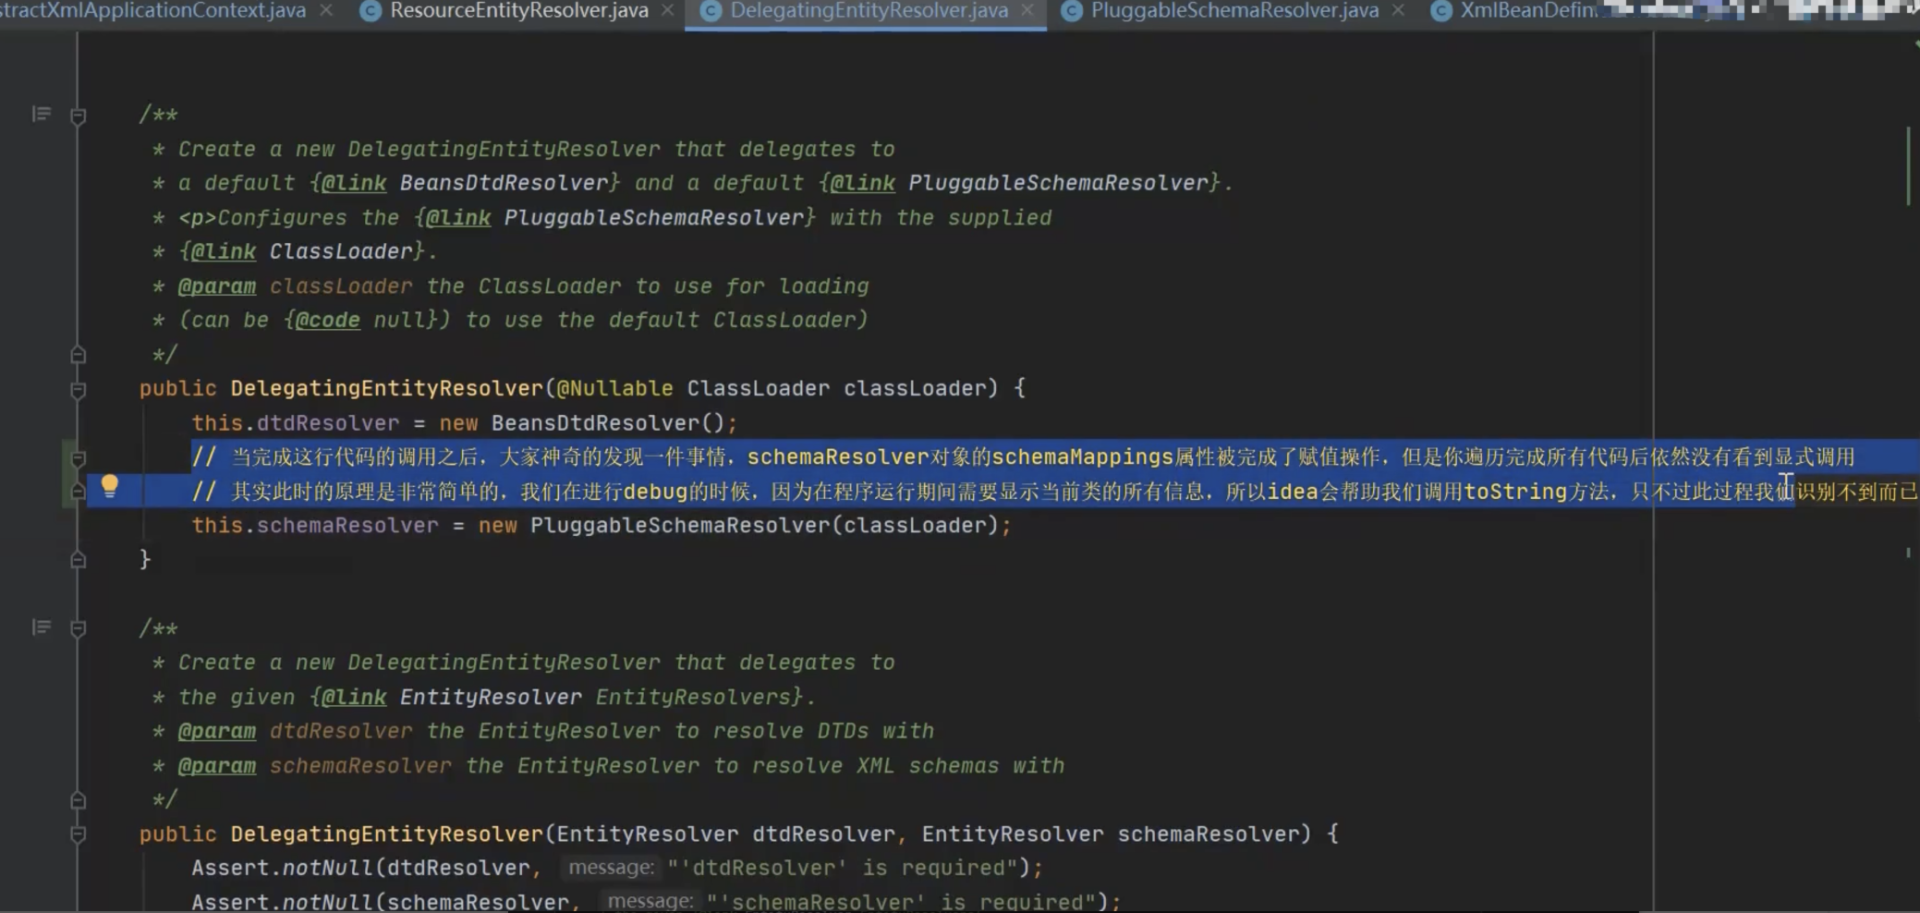 stractXmlApplicationContext.java ResourceEntityResolver.java DelegatingEntityResolver.java PluggableSchemaResolver.java XmlBeanDefin
/**
* Create a new DelegatingEntityResolver that delegates to
* a default {@link BeansDtdResolver} and a default {@link PluggableSchemaResolver}.
* <p>Configures the {@link PluggableSchemaResolver} with the supplied
* {@link ClassLoader}.
* @param classLoader the ClassLoader to use for loading
* (can be {@code null}) to use the default ClassLoader)
*/
public DelegatingEntityResolver(@Nullable ClassLoader classLoader) {
this.dtdResolver = new BeansDtdResolver();
// 当完成这行代码的调用之后，大家神奇的发现一件事情，schemaResolver对象的schemaMappings属性被完成了赋值操作，但是你遍历完成所有代码后依然没有看到显式调用
// 其实此时的原理是非常简单的，我们在进行debug的时候，因为在程序运行期间需要显示当前类的所有信息，所以idea会帮助我们调用toString方法，只不过此过程我们识别不到而已
this.schemaResolver = new PluggableSchemaResolver(classLoader);
}
/**
* Create a new DelegatingEntityResolver that delegates to
* the given {@link EntityResolver EntityResolvers}.
* @param dtdResolver the EntityResolver to resolve DTDs with
* @param schemaResolver the EntityResolver to resolve XML schemas with
*/
public DelegatingEntityResolver(EntityResolver dtdResolver, EntityResolver schemaResolver) {
Assert.notNull(dtdResolver, message: "'dtdResolver' is required");
Assert.notNull(schemaResolver, message: "'schemaResolver' is required");